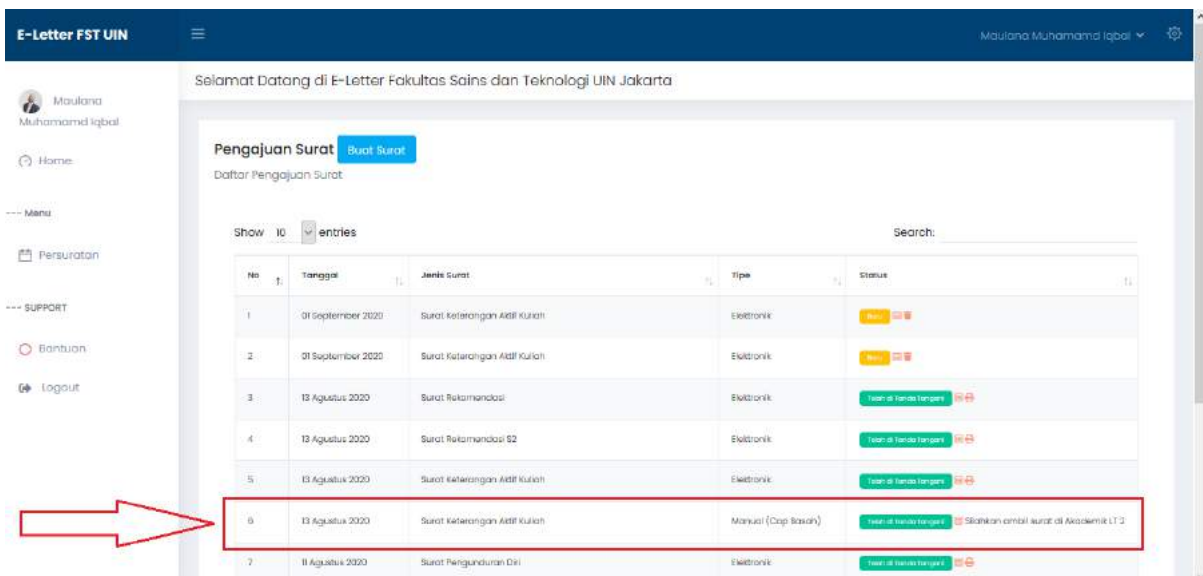 E-Letter FST UIN
Maulana Muhamamd Iqbal
Selamat Datang di E-Letter Fakultas Sains dan Teknologi UIN Jakarta
Maulana
Muhamamd Iqbal
Home
--- Menu
Persuratan
--- SUPPORT
Bantuan
Logout
Pengajuan Surat Buat Surat
Daftar Pengajuan Surat
Show 10 entries Search:
No Tanggal Jenis Surat Tipe Status
1 01 September 2020 Surat Keterangan Aktif Kuliah Elektronik Baru
2 01 September 2020 Surat Keterangan Aktif Kuliah Elektronik Baru
3 13 Agustus 2020 Surat Rekomendasi Elektronik Telah di Tanda Tangani
4 13 Agustus 2020 Surat Rekomendasi S2 Elektronik Telah di Tanda Tangani
5 13 Agustus 2020 Surat Keterangan Aktif Kuliah Elektronik Telah di Tanda Tangani
6 13 Agustus 2020 Surat Keterangan Aktif Kuliah Manual (Cap Basah) Telah di Tanda Tangani Silahkan ambil surat di Akademik LT 2
7 11 Agustus 2020 Surat Pengunduran Diri Elektronik Telah di Tanda Tangani